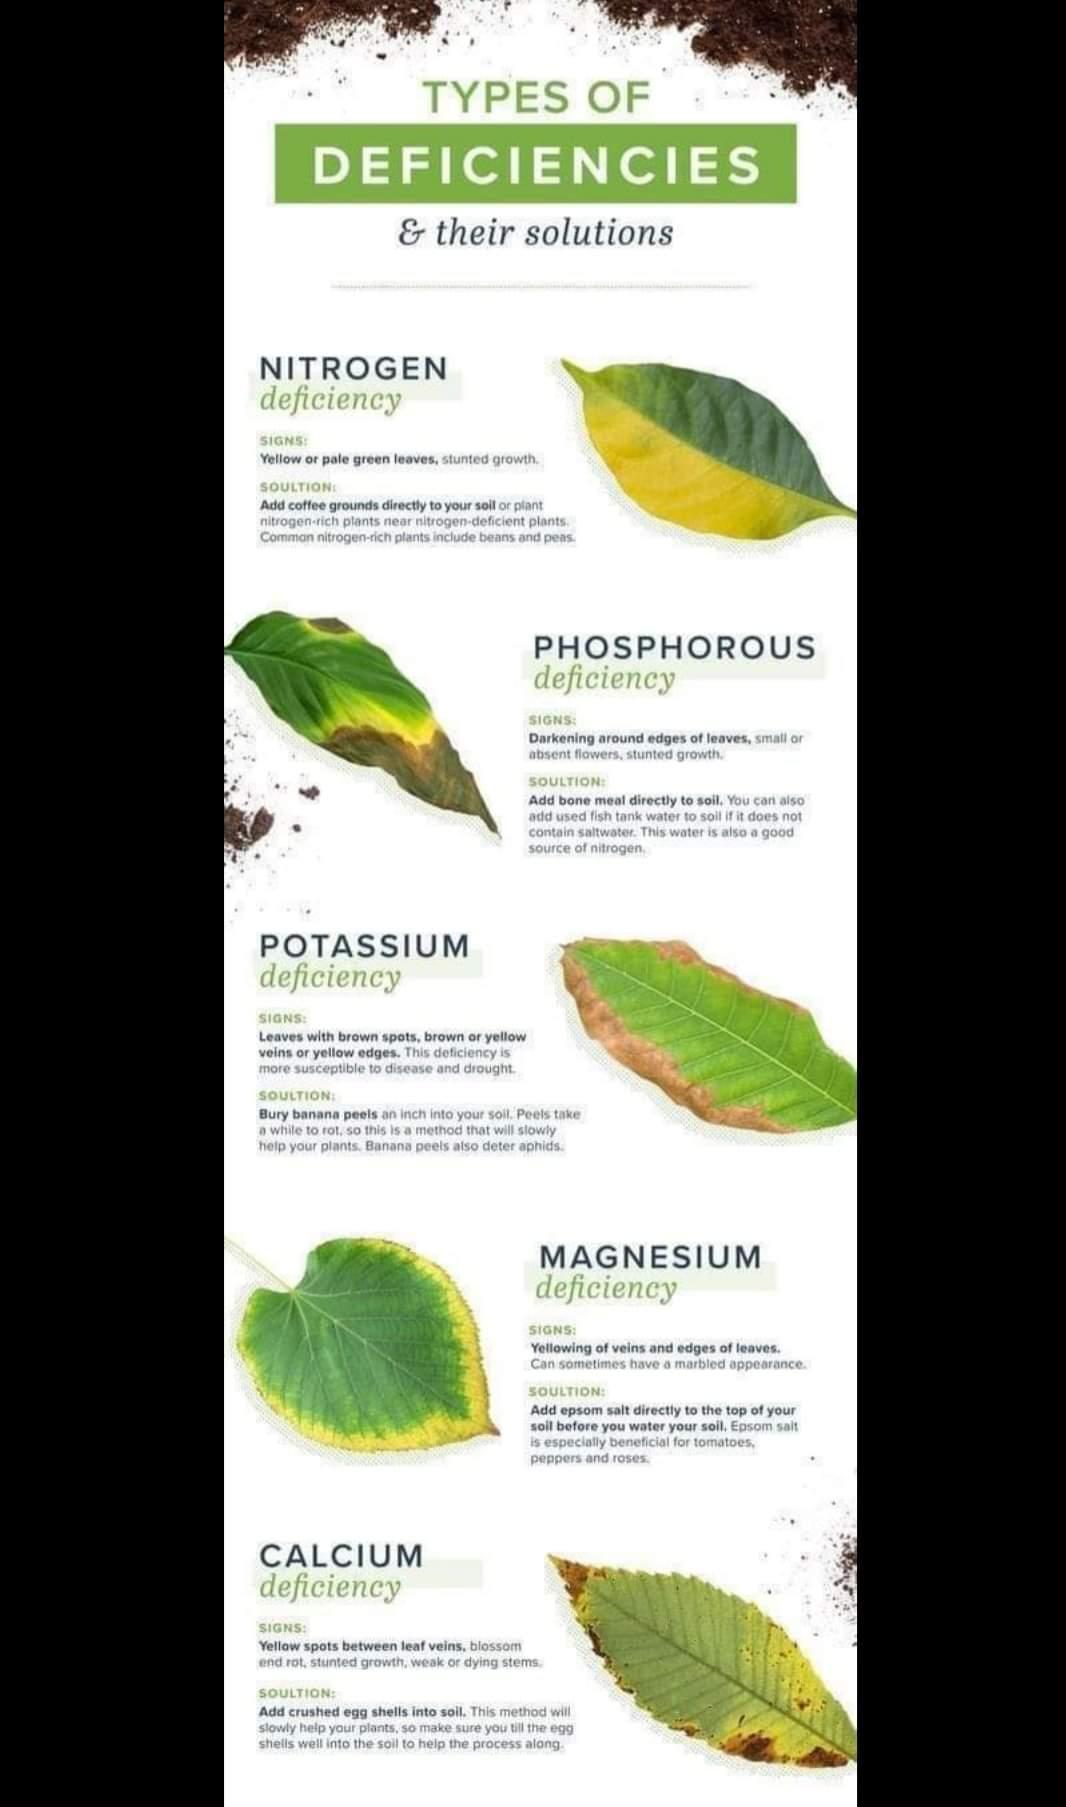 TYPES OF
DEFICIENCIES
& their solutions
NITROGEN
deficiency
SIGNS:
Yellow or pale green leaves, stunted growth.
SOULTION:
Add coffee grounds directly to your soil or plant
nitrogen-rich plants near nitrogen-deficient plants.
Common nitrogen-rich plants include beans and peas.
PHOSPHOROUS
deficiency
SIGNS:
Darkening around edges of leaves, small or
absent flowers, stunted growth.
SOULTION:
Add bone meal directly to soil. You can also
add used fish tank water to soil if it does not
contain saltwater. This water is also a good
source of nitrogen.
POTASSIUM
deficiency
SIGNS:
Leaves with brown spots, brown or yellow
veins or yellow edges. This deficiency is
more susceptible to disease and drought.
SOULTION:
Bury banana peels an inch into your soil. Peels take
a while to rot, so this is a method that will slowly
help your plants. Banana peels also deter aphids.
MAGNESIUM
deficiency
SIGNS:
Yellowing of veins and edges of leaves.
Can sometimes have a marbled appearance.
SOULTION:
Add epsom salt directly to the top of your
soil before you water your soil. Epsom salt
is especially beneficial for tomatoes,
peppers and roses.
CALCIUM
deficiency
SIGNS:
Yellow spots between leaf veins, blossom
end rot, stunted growth, weak or dying stems.
SOULTION:
Add crushed egg shells into soil. This method will
slowly help your plants, so make sure you till the egg
shells well into the soil to help the process along.